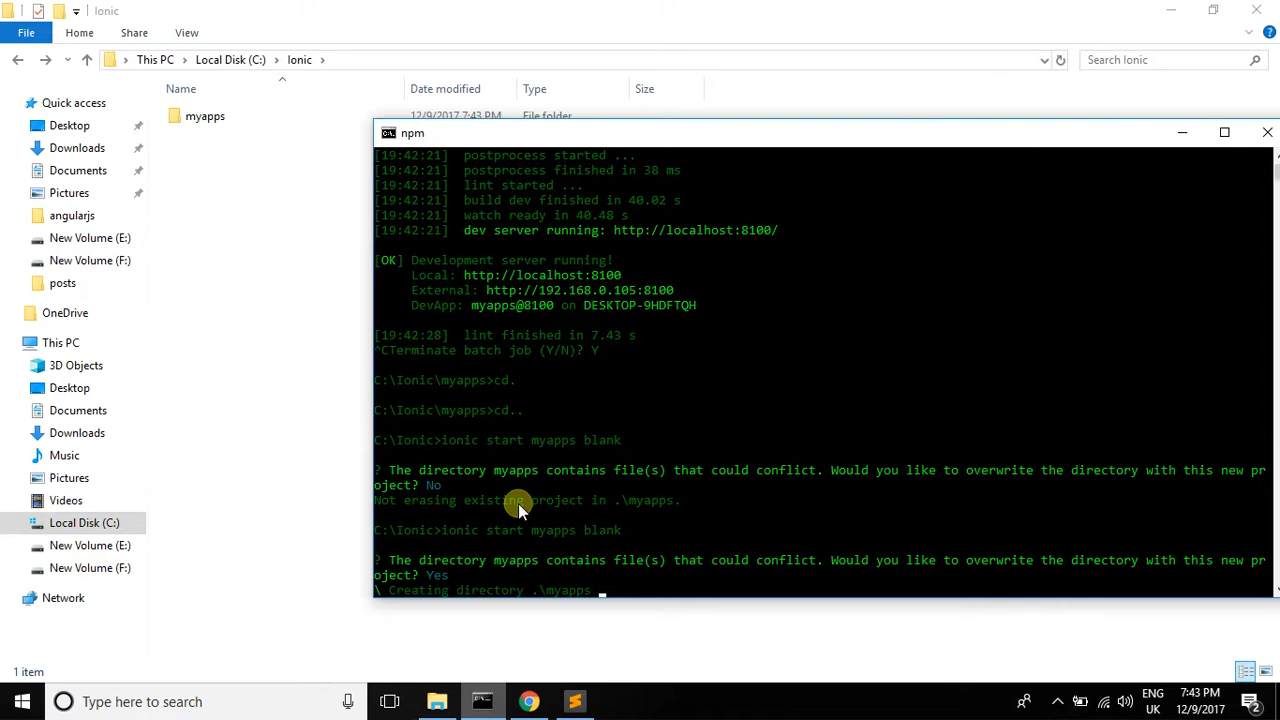 Ionic
File
Home
Share
View
This PC
Local Disk (C:)
Ionic
Search Ionic
Name
Date modified
Type
Size
myapps
12/9/2017 7:43 PM
File folder
Quick access
Desktop
Downloads
Documents
Pictures
angularjs
New Volume (E:)
New Volume (F:)
posts
OneDrive
This PC
3D Objects
Desktop
Documents
Downloads
Music
Pictures
Videos
Local Disk (C:)
New Volume (E:)
New Volume (F:)
Network
1 item
npm
[19:42:21]  postprocess started ...
[19:42:21]  postprocess finished in 38 ms
[19:42:21]  lint started ...
[19:42:21]  build dev finished in 40.02 s
[19:42:21]  watch ready in 40.48 s
[19:42:21]  dev server running: http://localhost:8100/
[OK] Development server running!
Local: http://localhost:8100
External: http://192.168.0.105:8100
DevApp: myapps@8100 on DESKTOP-9HDFTQH
[19:42:28]  lint finished in 7.43 s
^CTerminate batch job (Y/N)? Y
C:\Ionic\myapps>cd.
C:\Ionic\myapps>cd..
C:\Ionic>ionic start myapps blank
? The directory myapps contains file(s) that could conflict. Would you like to overwrite the directory with this new pr
oject? No
Not erasing existing project in .\myapps.
C:\Ionic>ionic start myapps blank
? The directory myapps contains file(s) that could conflict. Would you like to overwrite the directory with this new pr
oject? Yes
\ Creating directory .\myapps
Type here to search
ENG
UK
7:43 PM
12/9/2017
2